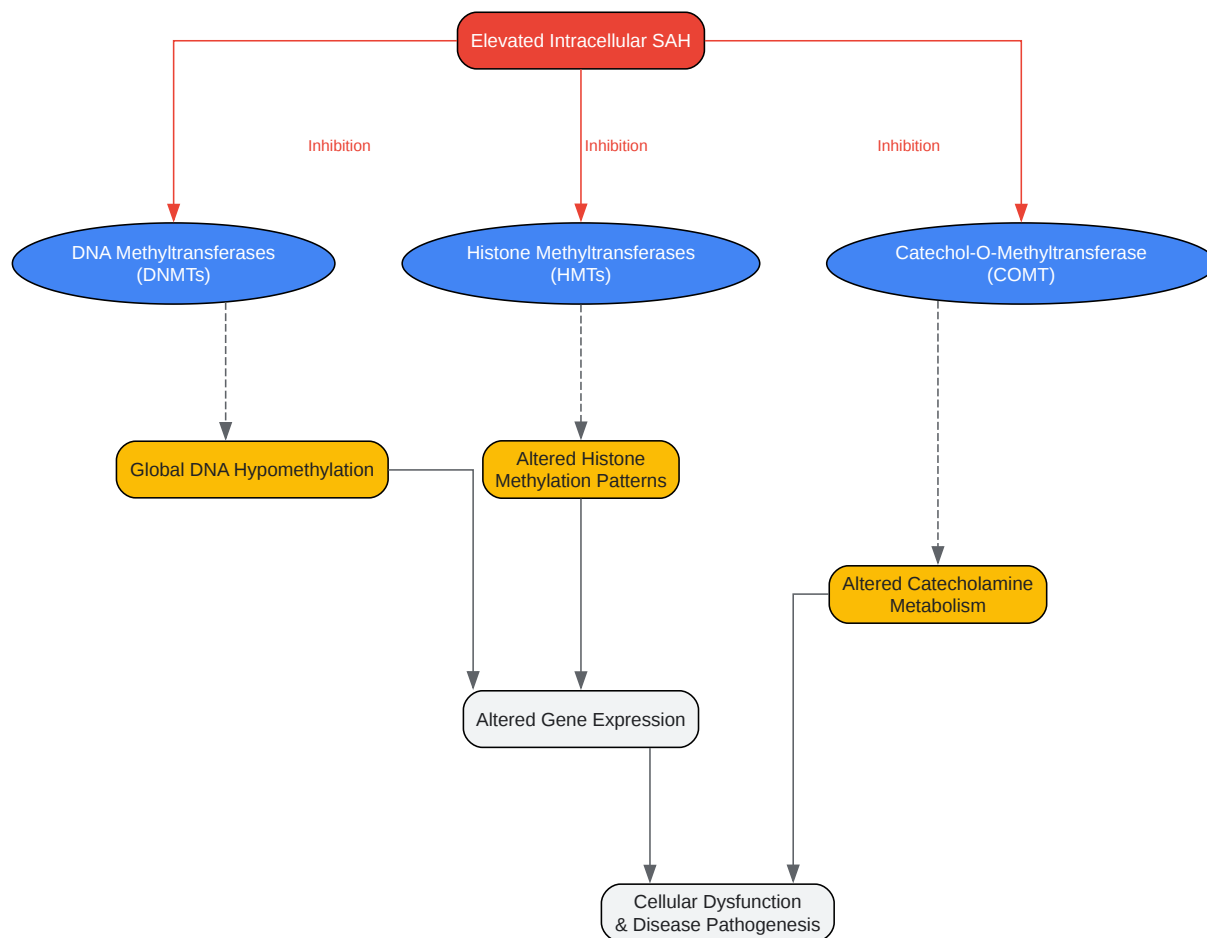 Elevated Intracellular SAH
Inhibition
Inhibition
Inhibition
DNA Methyltransferases
(DNMTs)
Histone Methyltransferases
(HMTs)
Catechol-O-Methyltransferase
(COMT)
Global DNA Hypomethylation
Altered Histone
Methylation Patterns
Altered Catecholamine
Metabolism
Altered Gene Expression
Cellular Dysfunction
& Disease Pathogenesis